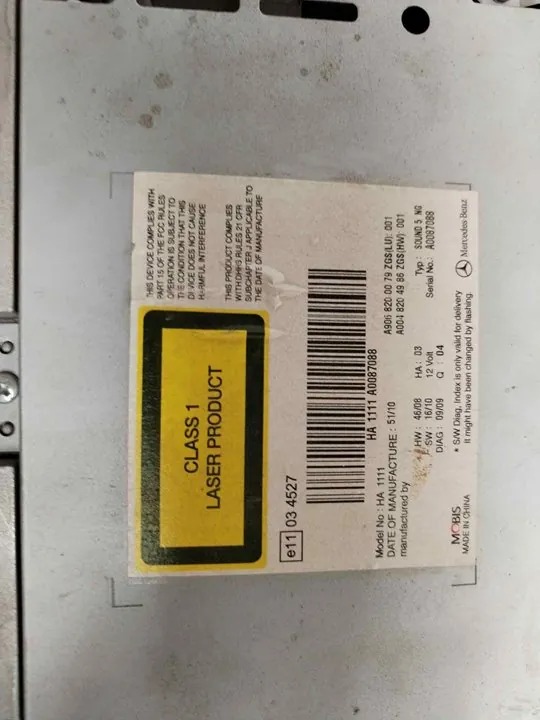 THIS DEVICE COMPLIES WITH
PART 15 OF THE FCC RULES
OPERATION IS SUBJECT TO
THE CONDITION THAT THIS
DEVICE DOES NOT CAUSE
HARMFUL INTERFERENCE
THIS PRODUCT COMPLIES
WITH DHHS RULES 21 CFR
SUBCHAPTER J APPLICABLE TO
THE DATE OF MANUFACTURE
CLASS 1
LASER PRODUCT
e11 03 4527
HA 1111 A0087088
A906 820 00 79 ZGS(LU): 001
A004 820 49 86 ZGS(HW): 001
Model No : HA 1111
DATE OF MANUFACTURE : 51/10
manufactured by
HW : 46/08 HA : 03
SW : 16/10 12 Volt
DIAG : 09/09 Q : 04
Typ : SOUND 5 NG
Serial No.: A0087088
MOBIS
MADE IN CHINA
* S/W Diag, Index is only valid for delivery
It might have been changed by flashing.
Mercedes Benz